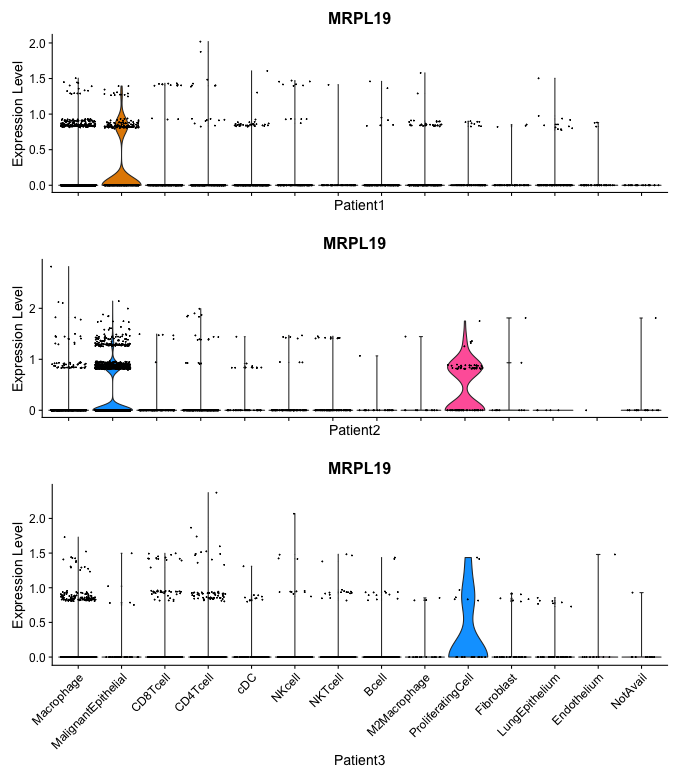 MRPL19
Expression Level
2.0
1.5
1.0
0.5
0.0
Patient1
MRPL19
Expression Level
2
1
0
Patient2
MRPL19
Expression Level
2.0
1.5
1.0
0.5
0.0
Macrophage
MalignantEpithelial
CD8Tcell
CD4Tcell
cDC
NKcell
NKTcell
Bcell
M2Macrophage
ProliferatingCell
Fibroblast
LungEpithelium
Endothelium
NotAvail
Patient3